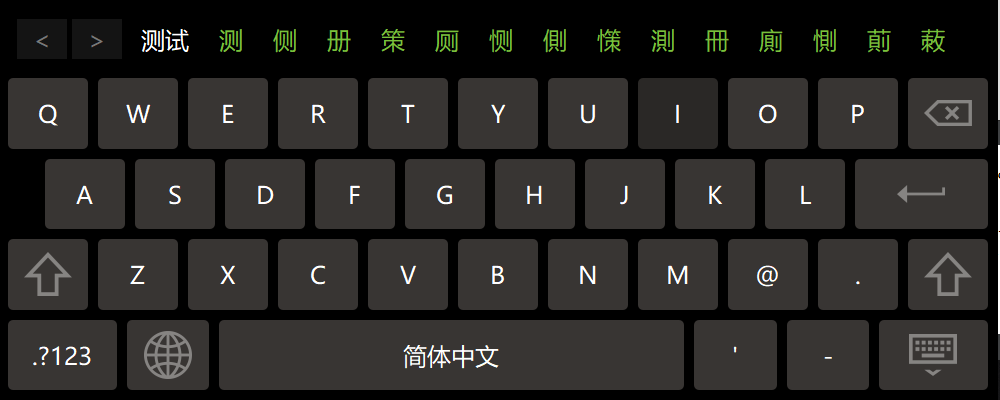 < > 测试 测 侧 册 策 厕 恻 側 憡 測 冊 廁 惻 萴 蓛
Q W E R T Y U I O P
A S D F G H J K L
Z X C V B N M @ .
.?123 简体中文 ' -